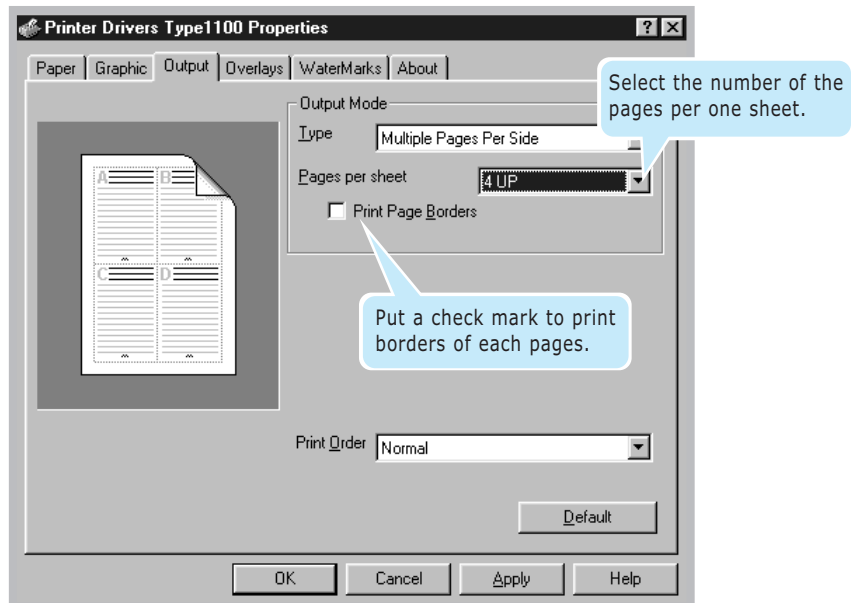 Printer Drivers Type1100 Properties
Paper Graphic Output Overlays WaterMarks About
Select the number of the
pages per one sheet.
Output Mode
Type Multiple Pages Per Side
Pages per sheet 4 UP
Print Page Borders
A B
C D
Put a check mark to print
borders of each pages.
Print Order Normal
Default
OK Cancel Apply Help